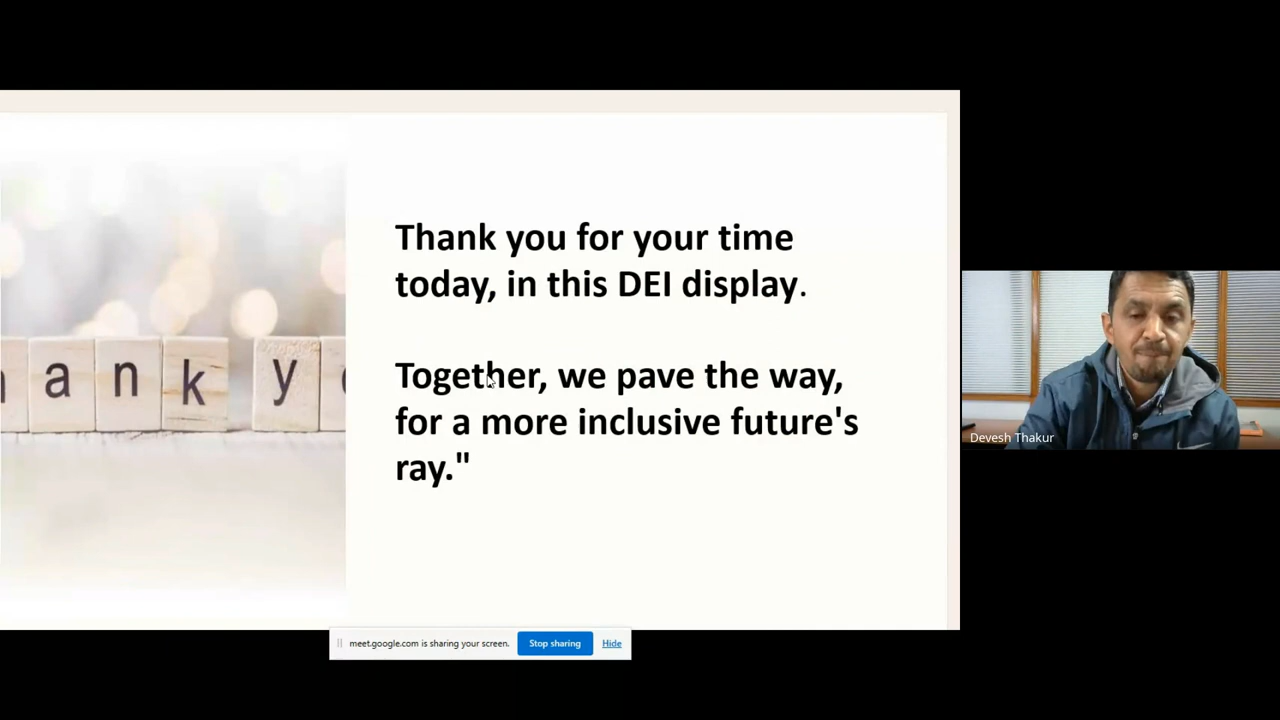 Thank you for your time
today, in this DEI display.
ank y
Together, we pave the way,
for a more inclusive future's
ray."
Devesh Thakur
meet.google.com is sharing your screen. Stop sharing Hide